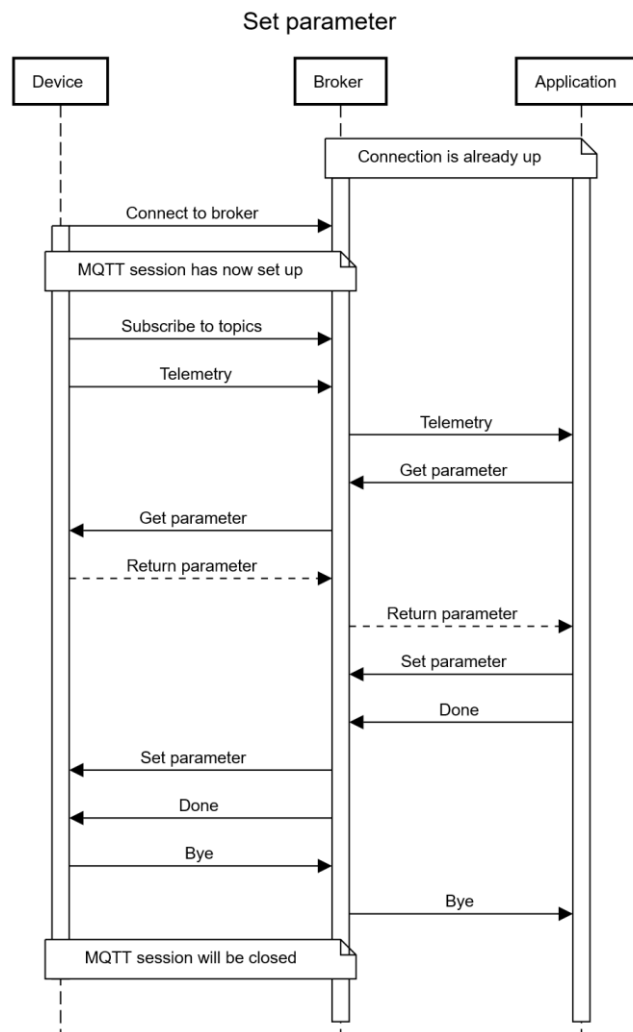 Set parameter
Device
Broker
Application
Connection is already up
Connect to broker
MQTT session has now set up
Subscribe to topics
Telemetry
Telemetry
Get parameter
Get parameter
Return parameter
Return parameter
Set parameter
Done
Set parameter
Done
Bye
Bye
MQTT session will be closed